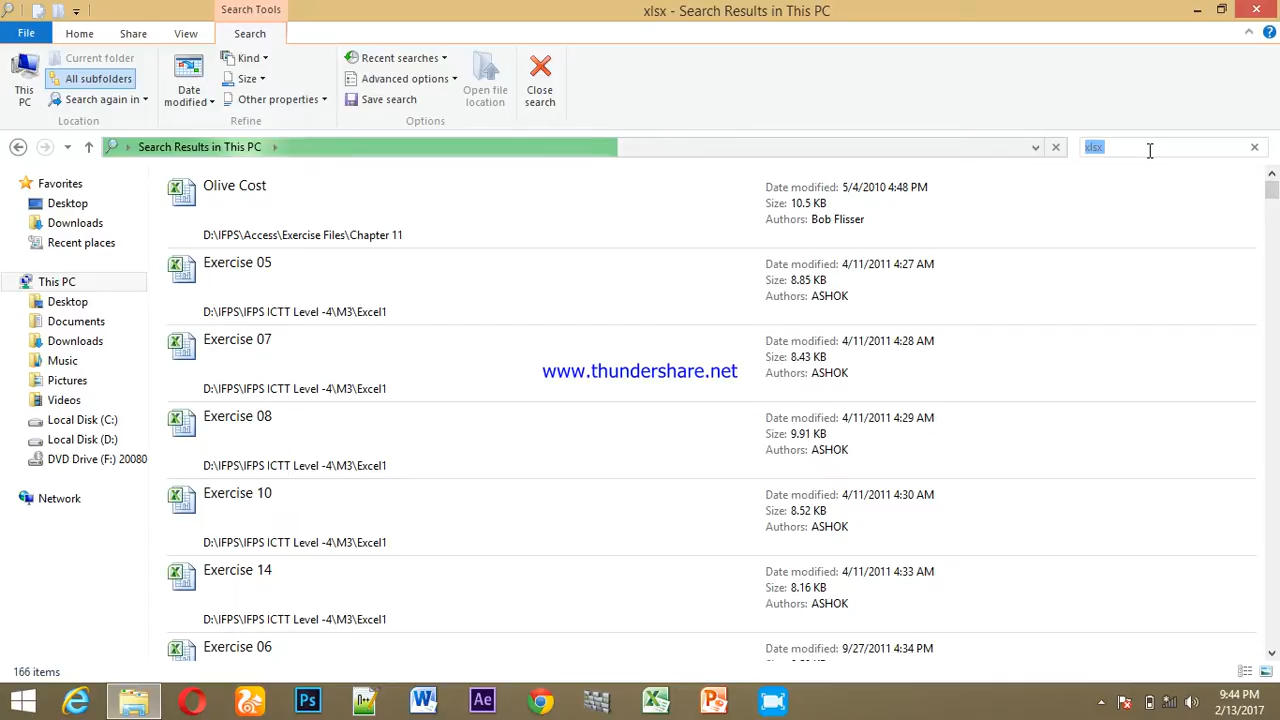 Search Tools
xlsx - Search Results in This PC
File Home Share View Search
This PC
Current folder
All subfolders
Search again in
Location
Date modified
Kind
Size
Other properties
Refine
Recent searches
Advanced options
Save search
Open file location
Options
Close search
Search Results in This PC
xlsx
Favorites
Desktop
Downloads
Recent places
This PC
Desktop
Documents
Downloads
Music
Pictures
Videos
Local Disk (C:)
Local Disk (D:)
DVD Drive (F:) 20080
Network
Olive Cost
D:\IFPS\Access\Exercise Files\Chapter 11
Date modified: 5/4/2010 4:48 PM
Size: 10.5 KB
Authors: Bob Flisser
Exercise 05
D:\IFPS\IFPS ICTT Level -4\M3\Excel1
Date modified: 4/11/2011 4:27 AM
Size: 8.85 KB
Authors: ASHOK
Exercise 07
D:\IFPS\IFPS ICTT Level -4\M3\Excel1
Date modified: 4/11/2011 4:28 AM
Size: 8.43 KB
Authors: ASHOK
www.thundershare.net
Exercise 08
D:\IFPS\IFPS ICTT Level -4\M3\Excel1
Date modified: 4/11/2011 4:29 AM
Size: 9.91 KB
Authors: ASHOK
Exercise 10
D:\IFPS\IFPS ICTT Level -4\M3\Excel1
Date modified: 4/11/2011 4:30 AM
Size: 8.52 KB
Authors: ASHOK
Exercise 14
D:\IFPS\IFPS ICTT Level -4\M3\Excel1
Date modified: 4/11/2011 4:33 AM
Size: 8.16 KB
Authors: ASHOK
Exercise 06
Date modified: 9/27/2011 4:34 PM
166 items
9:44 PM
2/13/2017